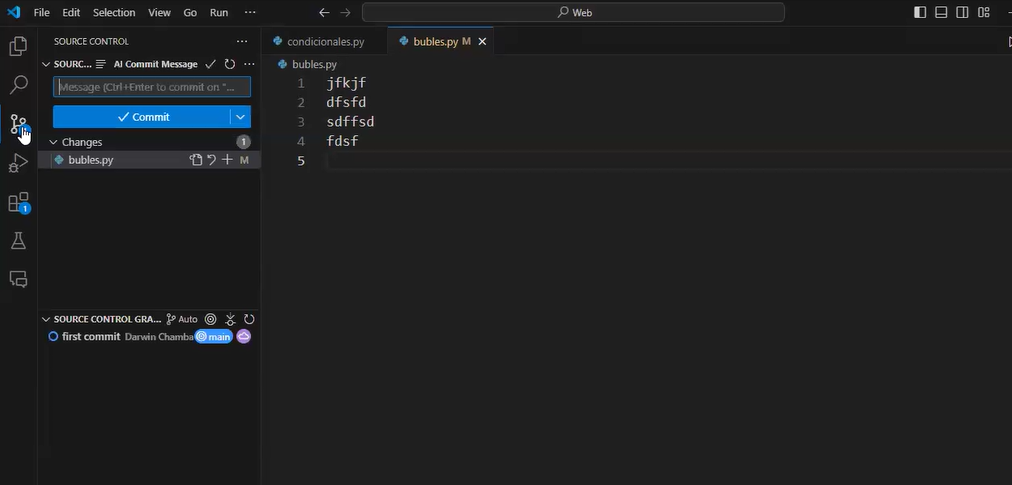 File Edit Selection View Go Run ··· Web
SOURCE CONTROL ···
SOURC... AI Commit Message ···
Message (Ctrl+Enter to commit on "...
Commit
Changes 1
bubles.py M
1
SOURCE CONTROL GRA... Auto
first commit Darwin Chamba main
condicionales.py bubles.py M
bubles.py
1 jfkjf
2 dfsfd
3 sdffsd
4 fdsf
5